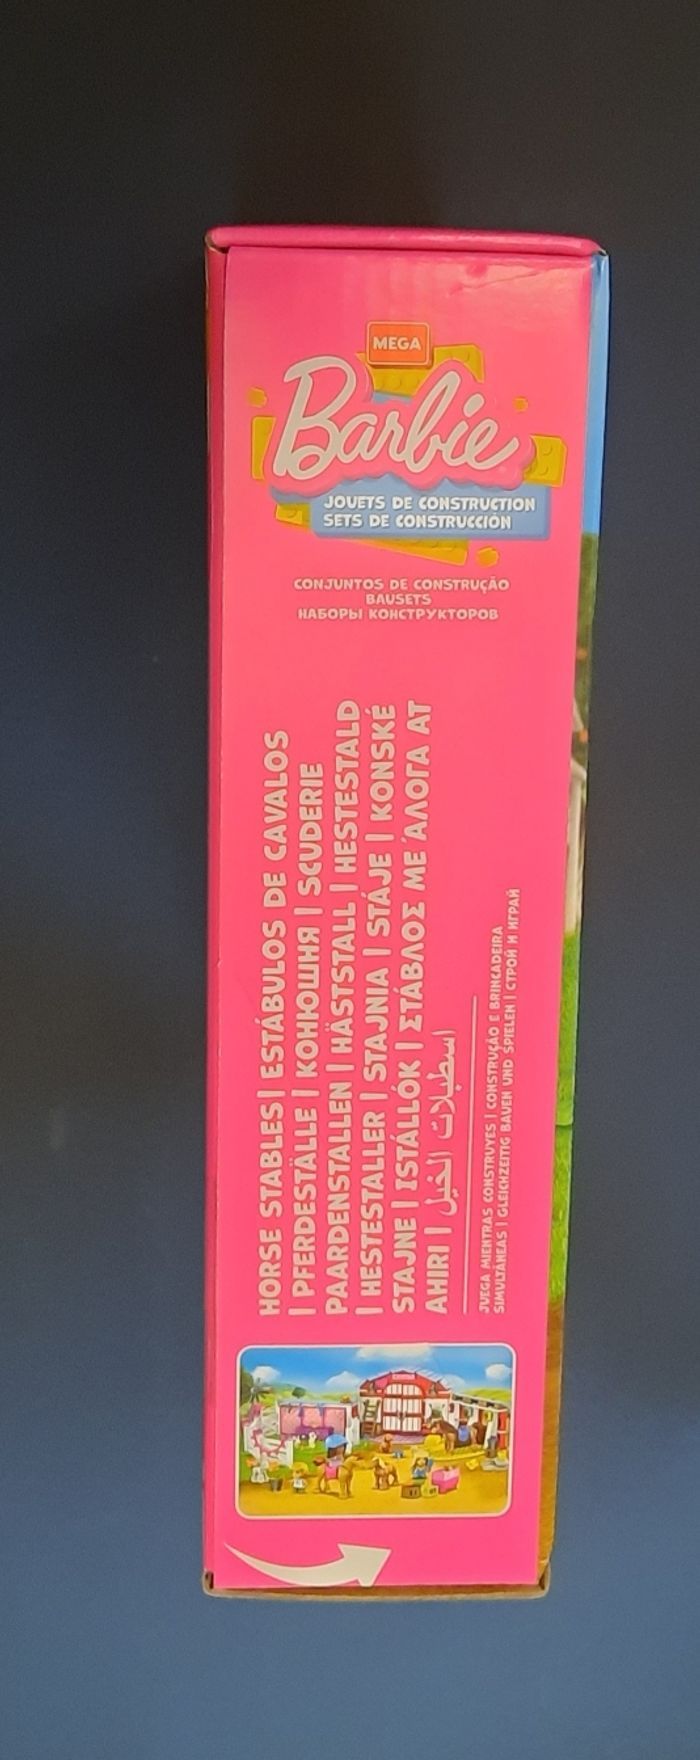 MEGA
Barbie
JOUETS DE CONSTRUCTION
SETS DE CONSTRUCCIÓN
CONJUNTOS DE CONSTRUÇÃO
BAUSETS
НАБОРЫ КОНСТРУКТОРОВ
HORSE STABLES | ESTÁBULOS DE CAVALOS
| PFERDESTÄLLE | КОНЮШНЯ | SCUDERIE
PAARDENSTALLEN | HÄSTSTALL | HESTESTALD
| HESTESTALLER | STAJNIA | STÁJE | KONSKÉ
STAJNE | ISTÁLLÓK | ΣΤΆΒΛΟΣ ΜΕ ΆΛΟΓΑ AT
AHIRI | اسطبلات الخيل
JUEGA MIENTRAS CONSTRUYES | CONSTRUÇÃO E BRINCADEIRA
SIMULTÂNEAS | GLEICHZEITIG BAUEN UND SPIELEN | СТРОЙ И ИГРАЙ